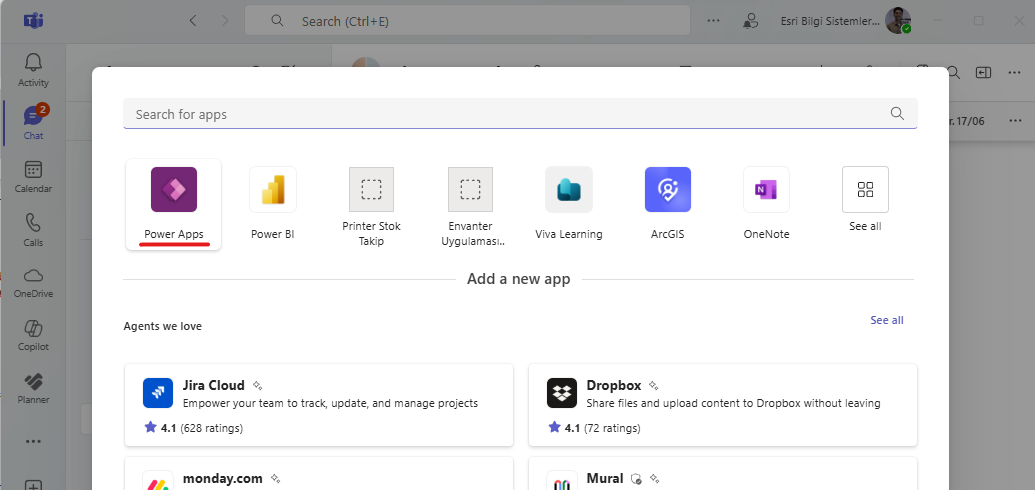 Search (Ctrl+E)
Esri Bilgi Sistemler...
Activity
2
Chat
Calendar
Calls
OneDrive
Copilot
Planner
17/06
Search for apps
Power Apps
Power BI
Printer Stok
Takip
Envanter
Uygulaması..
Viva Learning
ArcGIS
OneNote
See all
Add a new app
Agents we love
See all
Jira Cloud
Empower your team to track, update, and manage projects
4.1 (628 ratings)
Dropbox
Share files and upload content to Dropbox without leaving
4.1 (72 ratings)
monday.com
Mural